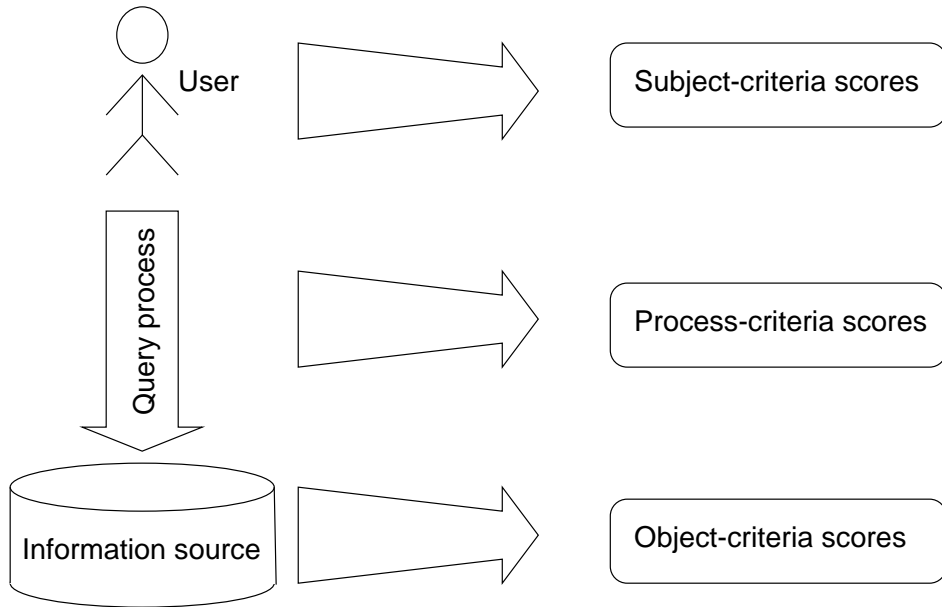 User
Subject-criteria scores
Query process
Process-criteria scores
Information source
Object-criteria scores